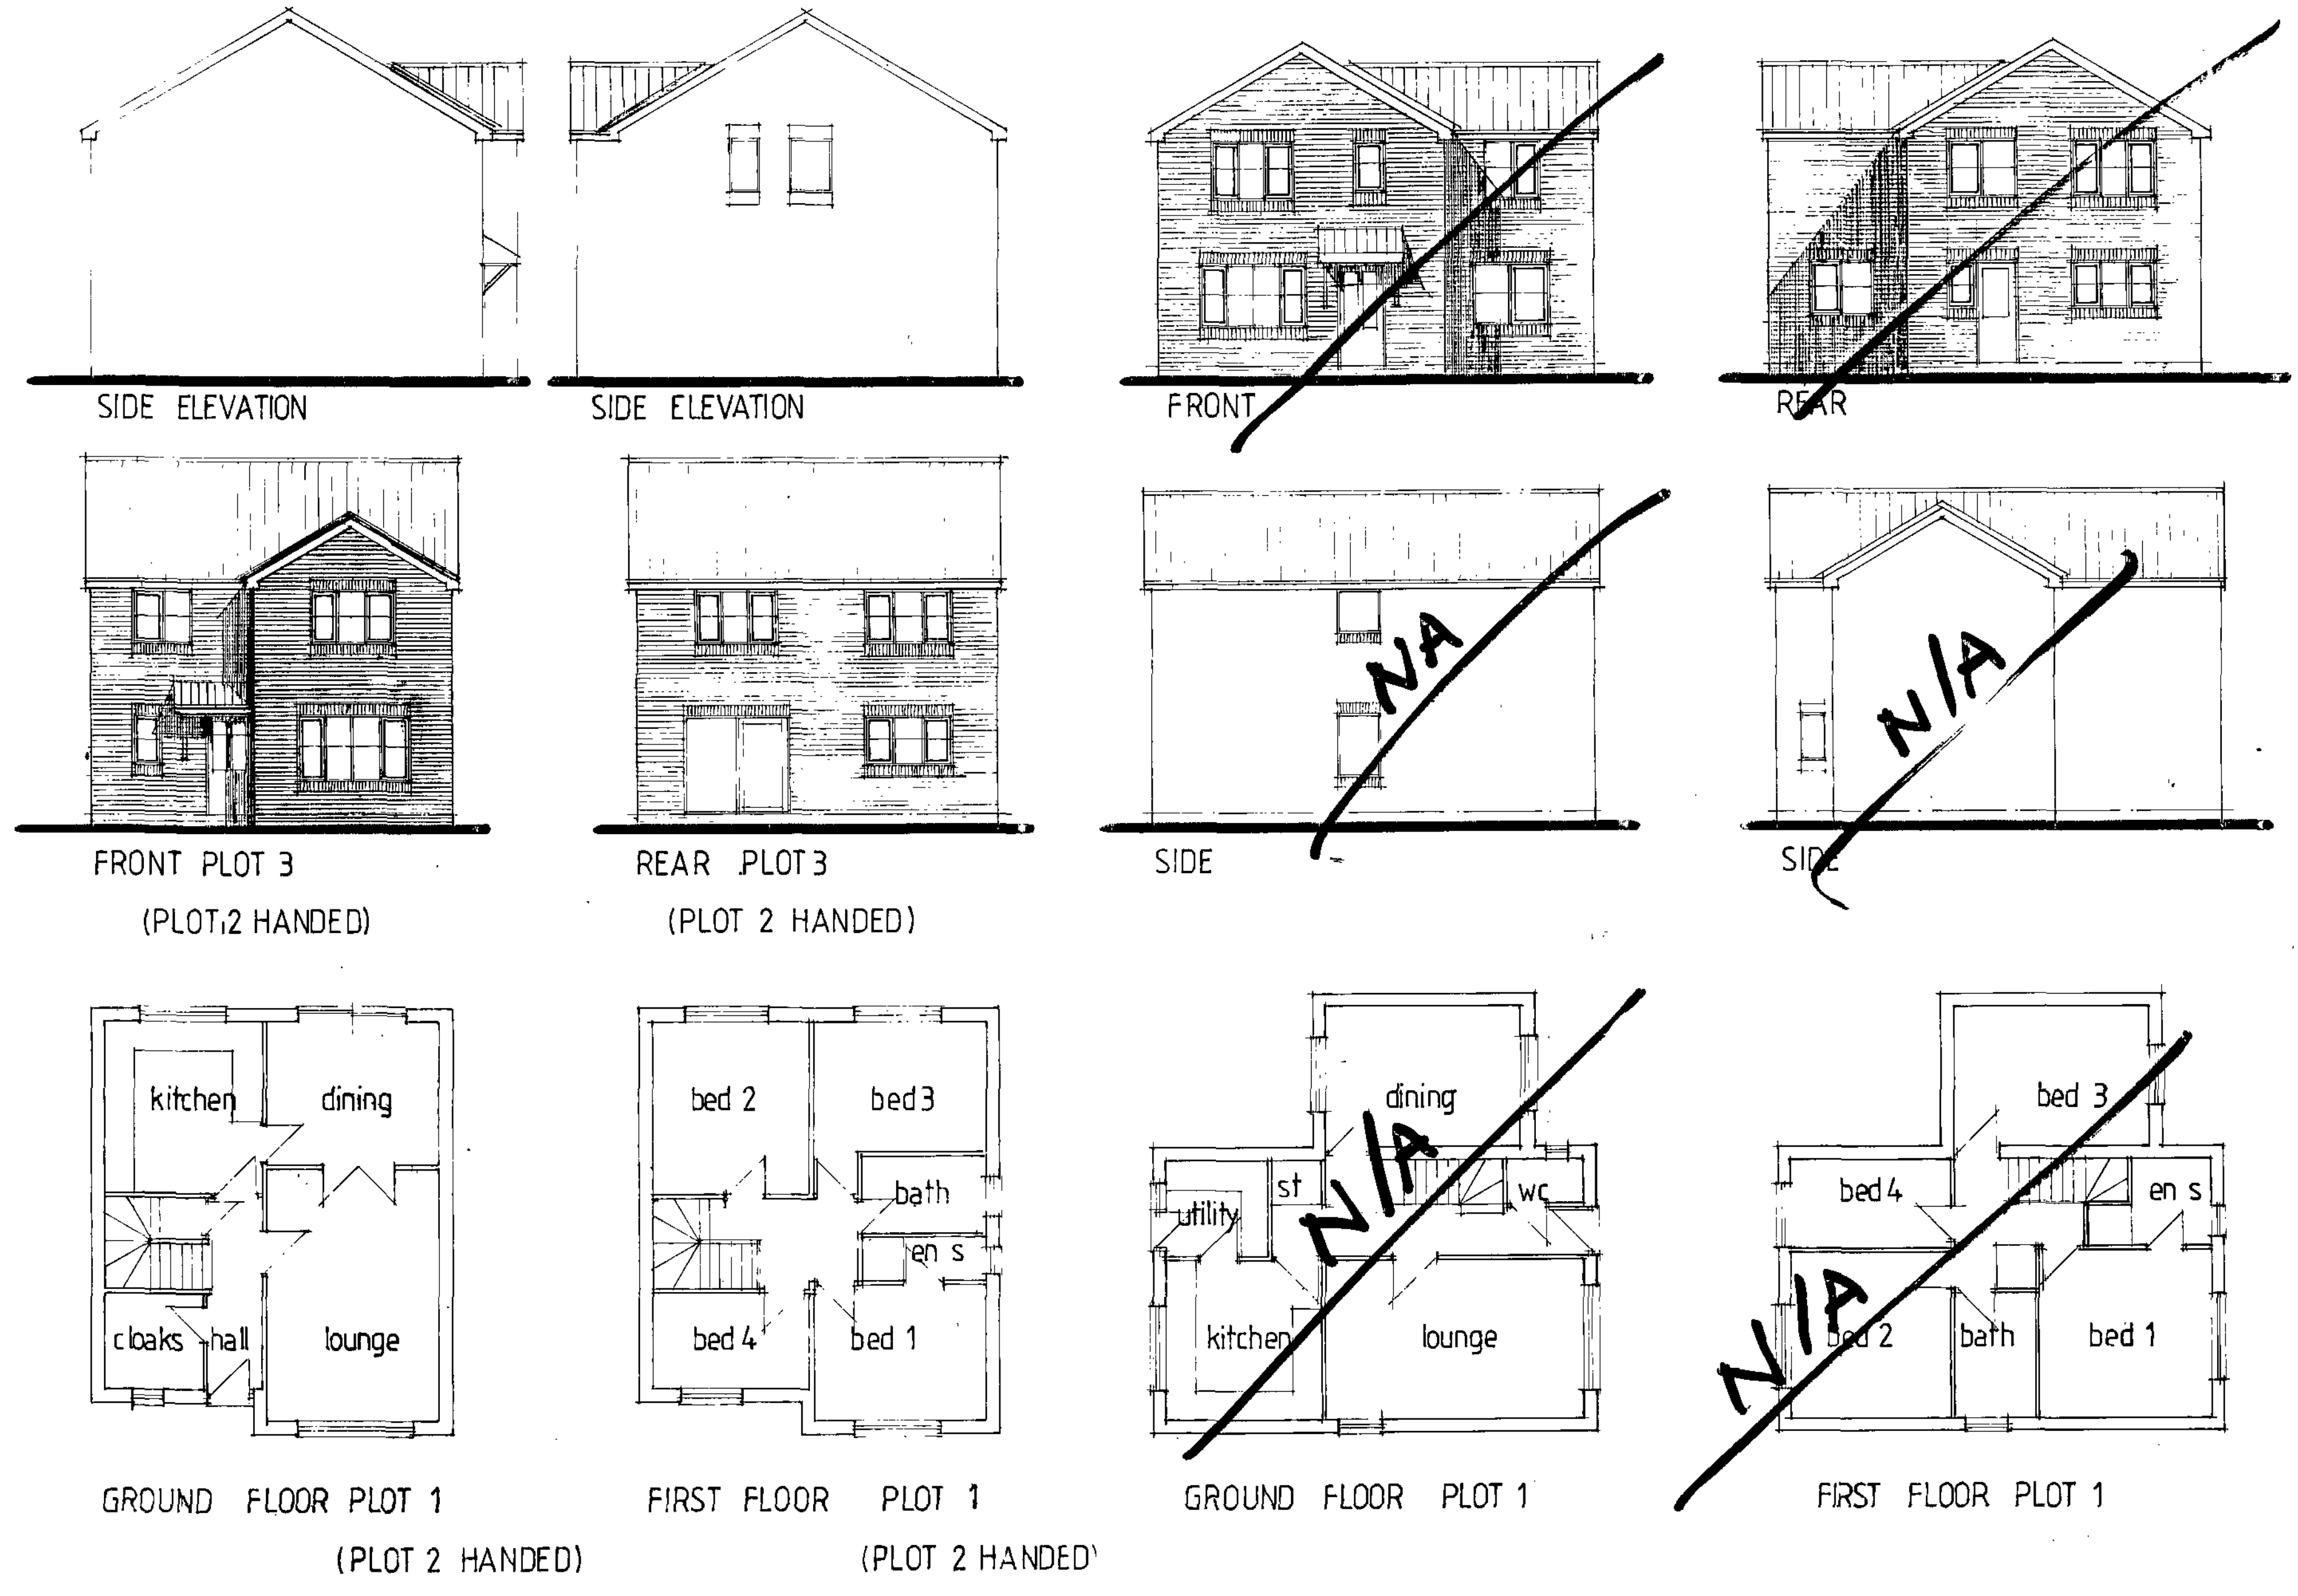 SIDE ELEVATION
SIDE ELEVATION
FRONT
REAR
FRONT PLOT 3
(PLOT 2 HANDED)
REAR PLOT 3
(PLOT 2 HANDED)
NA
SIDE
N/A
SIDE
kitchen
dining
cloaks
hall
lounge
GROUND FLOOR PLOT 1
(PLOT 2 HANDED)
bed 2
bed 3
bath
en s
bed 4
bed 1
FIRST FLOOR PLOT 1
(PLOT 2 HANDED)
dining
N/A
st
utility
wc
kitchen
lounge
GROUND FLOOR PLOT 1
bed 3
bed 4
en s
N/A
bed 2
bath
bed 1
FIRST FLOOR PLOT 1